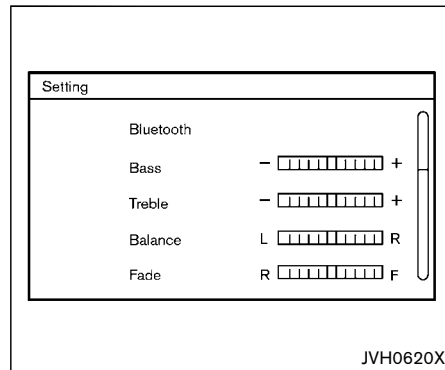 Setting
Bluetooth
Bass − +
Treble − +
Balance L R
Fade R F
JVH0620X